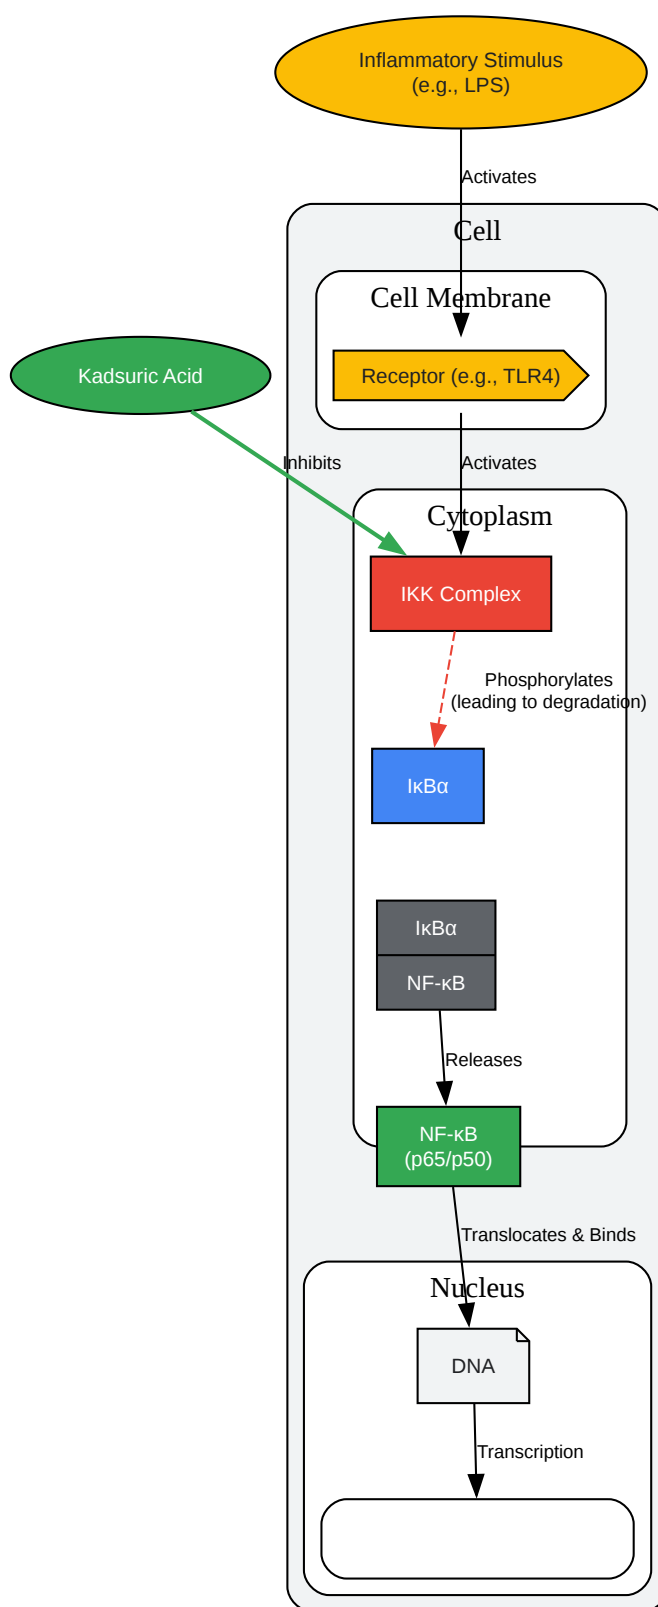 Inflammatory Stimulus
(e.g., LPS)
Activates
Cell
Cell Membrane
Receptor (e.g., TLR4)
Kadsuric Acid
Inhibits
Activates
Cytoplasm
IKK Complex
Phosphorylates
(leading to degradation)
IκBα
IκBα
NF-κB
Releases
NF-κB
(p65/p50)
Translocates & Binds
Nucleus
DNA
Transcription